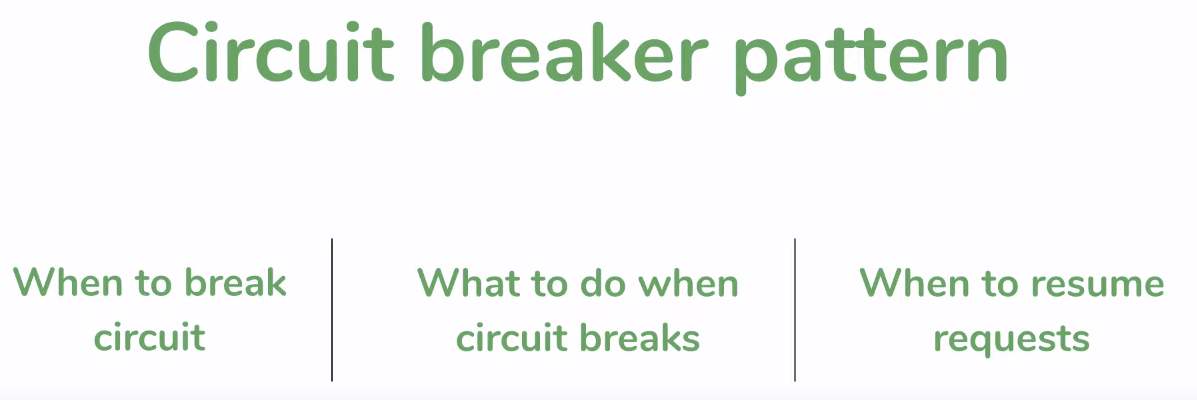 Circuit breaker pattern
When to break
circuit
What to do when
circuit breaks
When to resume
requests